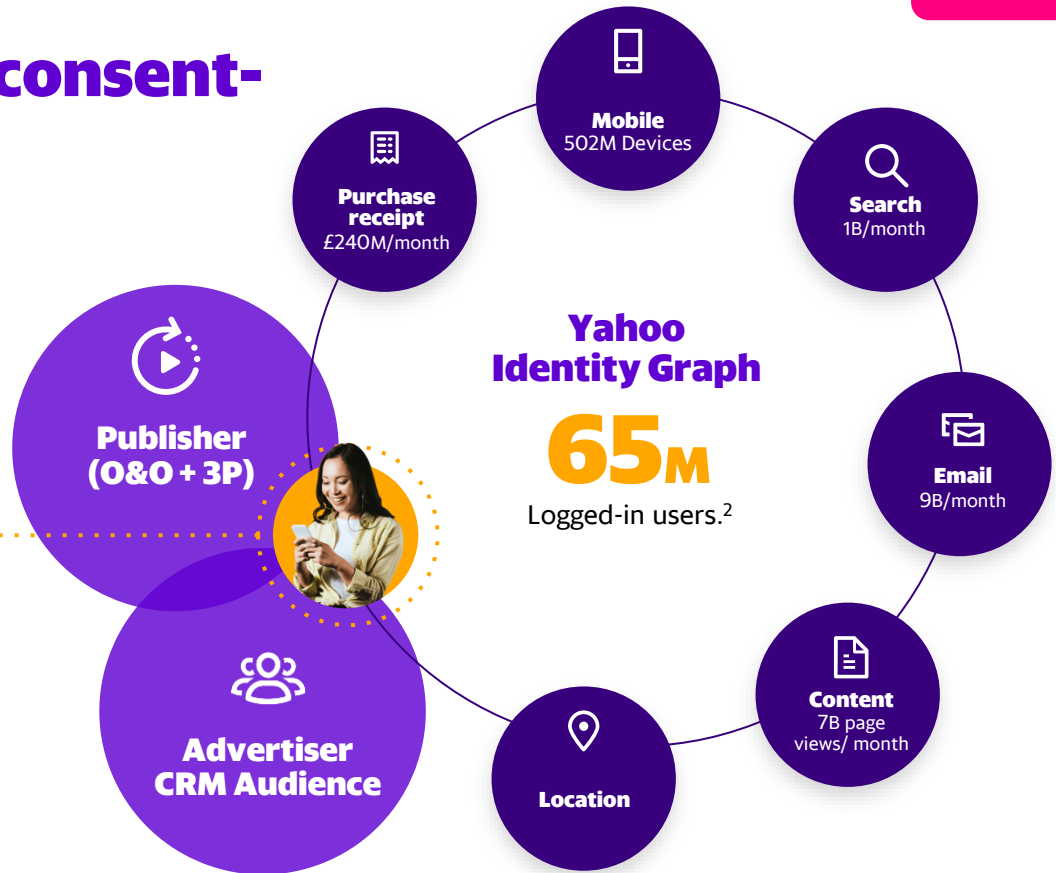 consent-
Mobile
502M Devices
Purchase
receipt
£240M/month
Search
1B/month
Yahoo
Identity Graph
65M
Logged-in users.2
Publisher
(O&O + 3P)
Email
9B/month
Content
7B page
views/ month
Advertiser
CRM Audience
Location